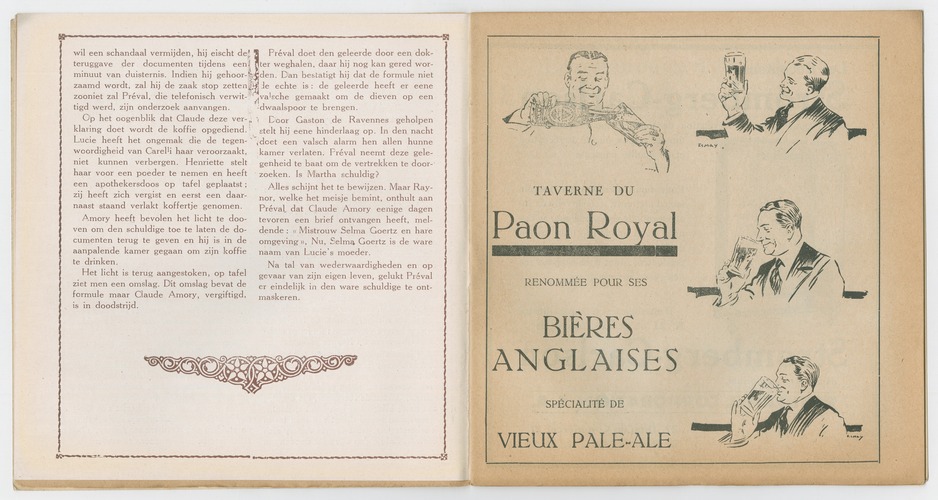 wil een schandaal vermijden, hij eischt de
teruggave der documenten tijdens een
minuut van duisternis. Indien hij gehoor-
zaamd wordt, zal hij de zaak stop zetten
zooniet zal Préval, die telefonisch verwit-
tigd werd, zijn onderzoek aanvangen.
Op het oogenblik dat Claude deze ver-
klaring doet wordt de koffie opgediend.
Lucie heeft het ongemak die de tegen-
woordigheid van Carelli haar veroorzaakt,
niet kunnen verbergen. Henriette stelt
haar voor een poeder te nemen en heeft
een apothekersdoos op tafel geplaatst ;
zij heeft zich vergist en eerst een daar-
naast staand verlakt koffertje genomen.
Amory heeft bevolen het licht te doo-
ven om den schuldige toe te laten de do-
cumenten terug te geven en hij is in de
aanpalende kamer gegaan om zijn koffie
te drinken.
Het licht is terug aangestoken, op tafel
ziet men een omslag. Dit omslag bevat de
formule maar Claude Amory, vergiftigd,
is in doodstrijd.
Préval doet den geleerde door een dok-
ter weghalen, daar hij nog kan gered wor-
den. Dan bestatigt hij dat de formule niet
de echte is : de geleerde heeft er eene
valsche gemaakt om de dieven op een
dwaalspoor te brengen.
Door Gaston de Ravennes geholpen
stelt hij eene hinderlaag op. In den nacht
doet een valsch alarm hen allen hunne
kamer verlaten. Préval neemt deze gele-
genheid te baat om de vertrekken te door-
zoeken. Is Martha schuldig?
Alles schijnt het te bewijzen. Maar Ray-
nor, welke het meisje bemint, onthult aan
Préval, dat Claude Amory eenige dagen
tevoren een brief ontvangen heeft, mel-
dende : « Mistrouw Selma Goertz en hare
omgeving ». Nu, Selma Goertz is de ware
naam van Lucie's moeder.
Na tal van wederwaardigheden en op
gevaar van zijn eigen leven, gelukt Préval
er eindelijk in den ware schuldige te ont-
maskeren.
TAVERNE DU
Paon Royal
RENOMMÉE POUR SES
BIÈRES
ANGLAISES
SPÉCIALITÉ DE
VIEUX PALE-ALE